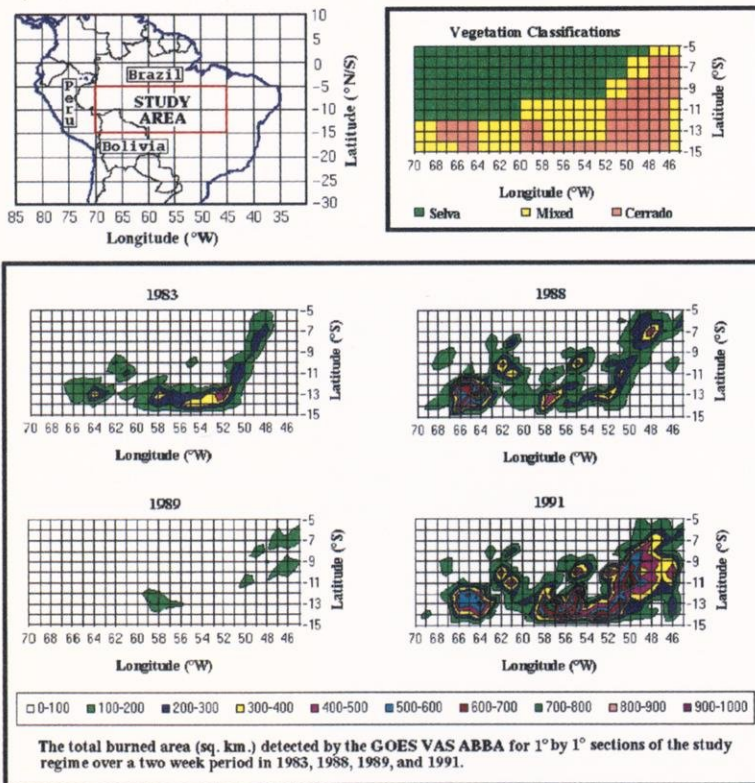 10
5
0
-5
-10
-15
-20
-25
-30
Latitude (°N/S)
Brazil
Peru
STUDY
AREA
Bolivia
85 80 75 70 65 60 55 50 45 40 35
Longitude (°W)
Vegetation Classifications
-5
-7
-9
-11
-13
-15
Latitude (°S)
70 68 66 64 62 60 58 56 54 52 50 48 46
Longitude (°W)
Selva Mixed Cerrado
1983
-5
-7
-9
-11
-13
-15
Latitude (°S)
70 68 66 64 62 60 58 56 54 52 50 48 46
Longitude (°W)
1988
-5
-7
-9
-11
-13
-15
Latitude (°S)
70 68 66 64 62 60 58 56 54 52 50 48 46
Longitude (°W)
1989
-5
-7
-9
-11
-13
-15
Latitude (°S)
70 68 66 64 62 60 58 56 54 52 50 48 46
Longitude (°W)
1991
-5
-7
-9
-11
-13
-15
Latitude (°S)
70 68 66 64 62 60 58 56 54 52 50 48 46
Longitude (°W)
0-100 100-200 200-300 300-400 400-500 500-600 600-700 700-800 800-900 900-1000
The total burned area (sq. km.) detected by the GOES VAS ABBA for 1° by 1° sections of the study
regime over a two week period in 1983, 1988, 1989, and 1991.